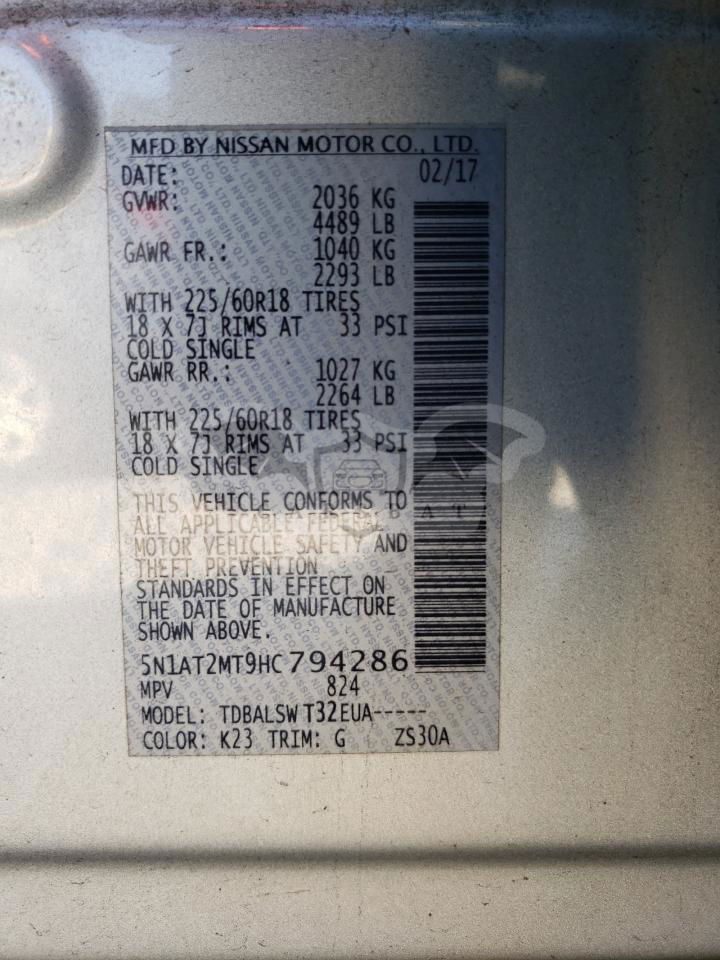 MFD BY NISSAN MOTOR CO., LTD.
DATE: 02/17
GVWR: 2036 KG
4489 LB
GAWR FR.: 1040 KG
2293 LB
WITH 225/60R18 TIRES
18 X 7J RIMS AT 33 PSI
COLD SINGLE
GAWR RR.: 1027 KG
2264 LB
WITH 225/60R18 TIRES
18 X 7J RIMS AT 33 PSI
COLD SINGLE
THIS VEHICLE CONFORMS TO
ALL APPLICABLE FEDERAL
MOTOR VEHICLE SAFETY AND
THEFT PREVENTION
STANDARDS IN EFFECT ON
THE DATE OF MANUFACTURE
SHOWN ABOVE.
5N1AT2MT9HC794286
MPV 824
MODEL: TDBALSW T32EUA-----
COLOR: K23 TRIM: G ZS30A